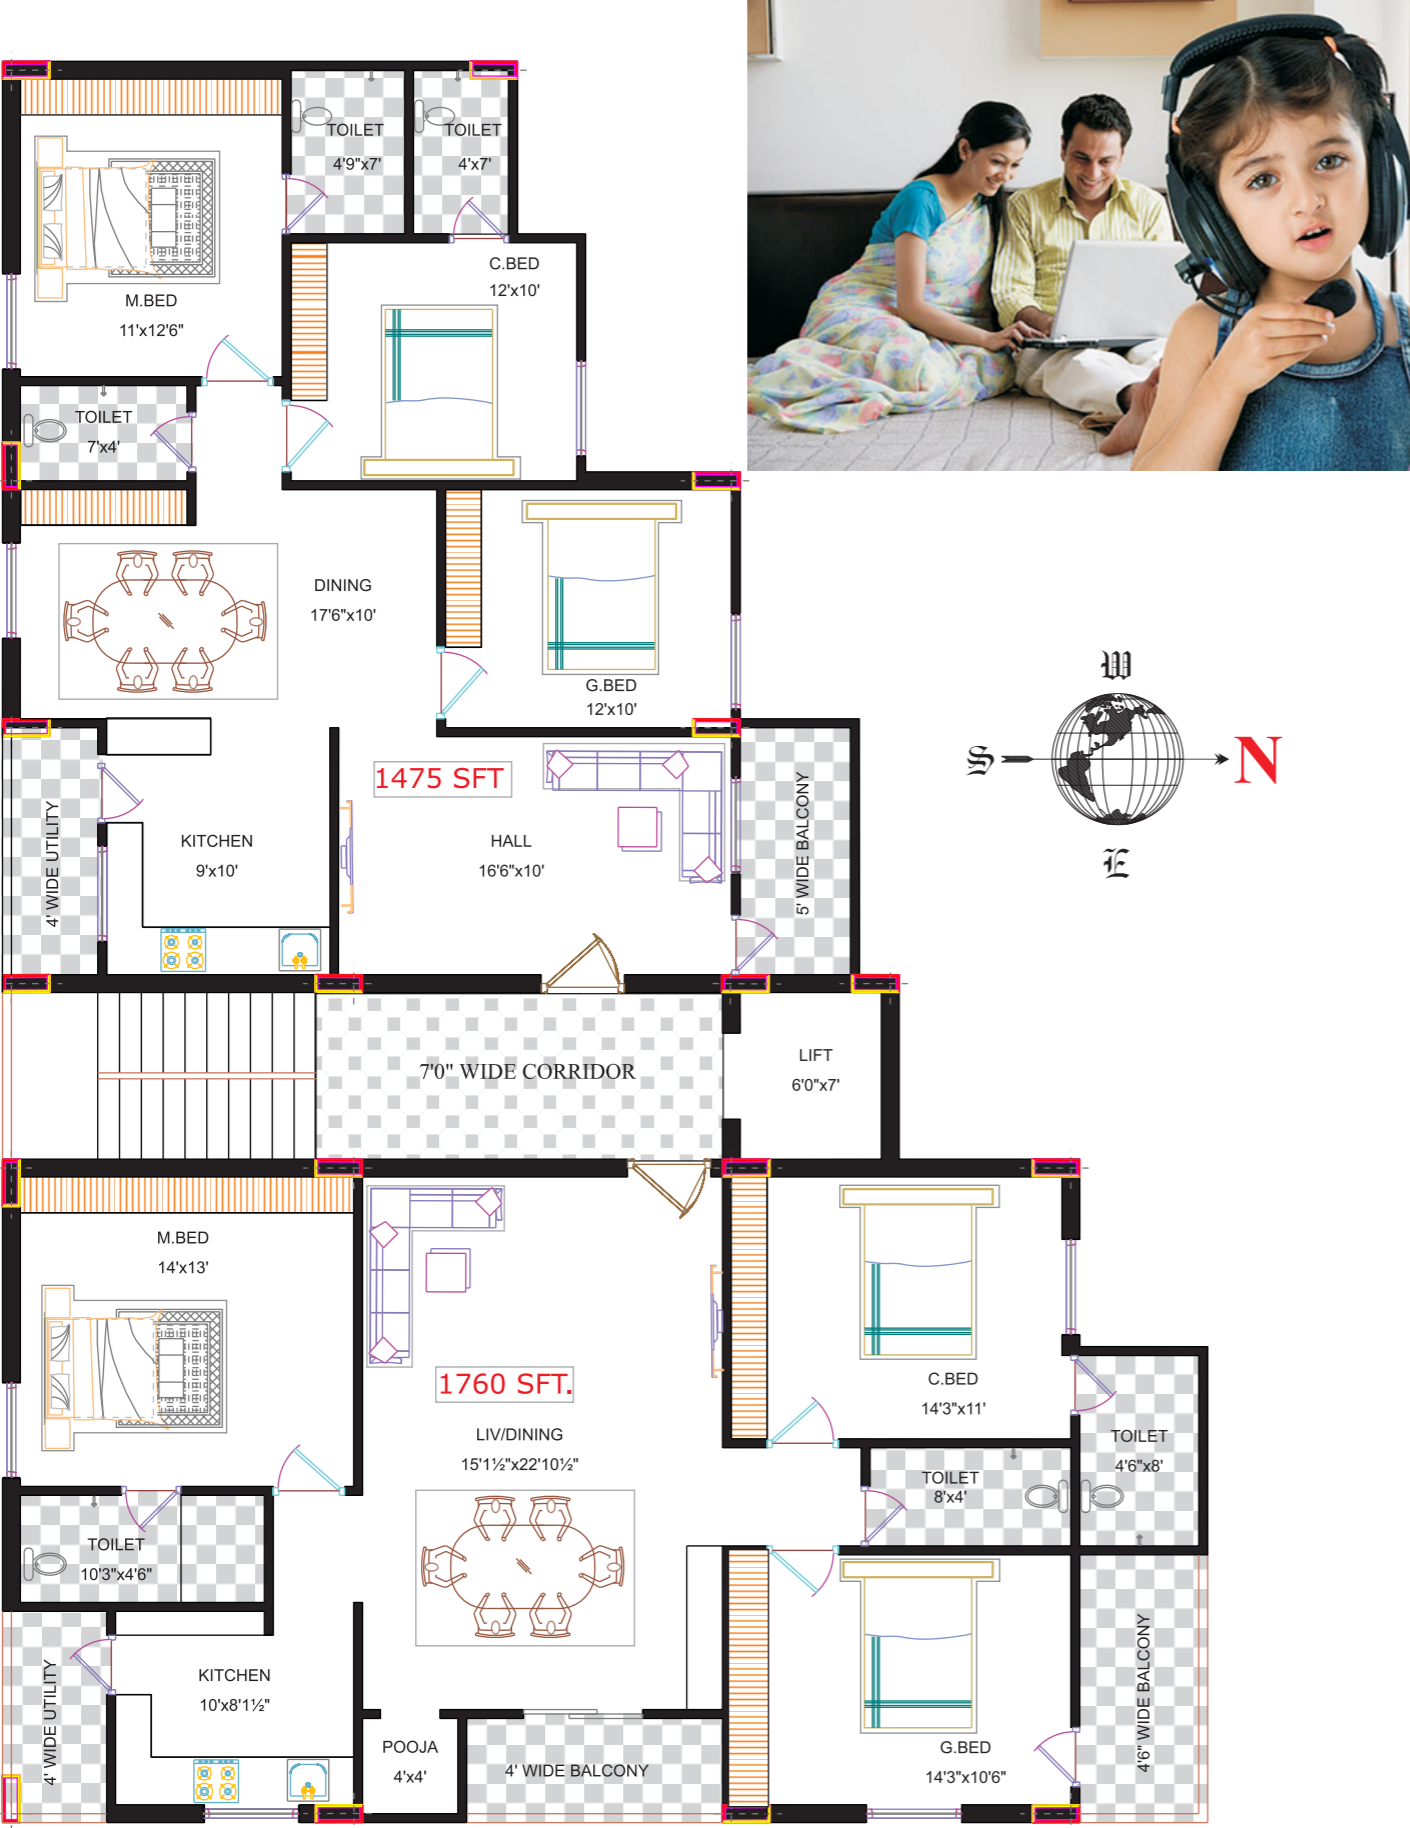 TOILET
4'9"x7'
TOILET
4'x7'
C.BED
12'x10'
M.BED
11'x12'6"
TOILET
7'x4'
DINING
17'6"x10'
G.BED
12'x10'
1475 SFT
4' WIDE UTILITY
KITCHEN
9'x10'
HALL
16'6"x10'
5' WIDE BALCONY
W
S
N
E
7'0" WIDE CORRIDOR
LIFT
6'0"x7'
M.BED
14'x13'
1760 SFT.
C.BED
14'3"x11'
LIV/DINING
15'1½"x22'10½"
TOILET
4'6"x8'
TOILET
8'x4'
TOILET
10'3"x4'6"
4' WIDE UTILITY
KITCHEN
10'x8'1½"
POOJA
4'x4'
4' WIDE BALCONY
G.BED
14'3"x10'6"
4'6" WIDE BALCONY